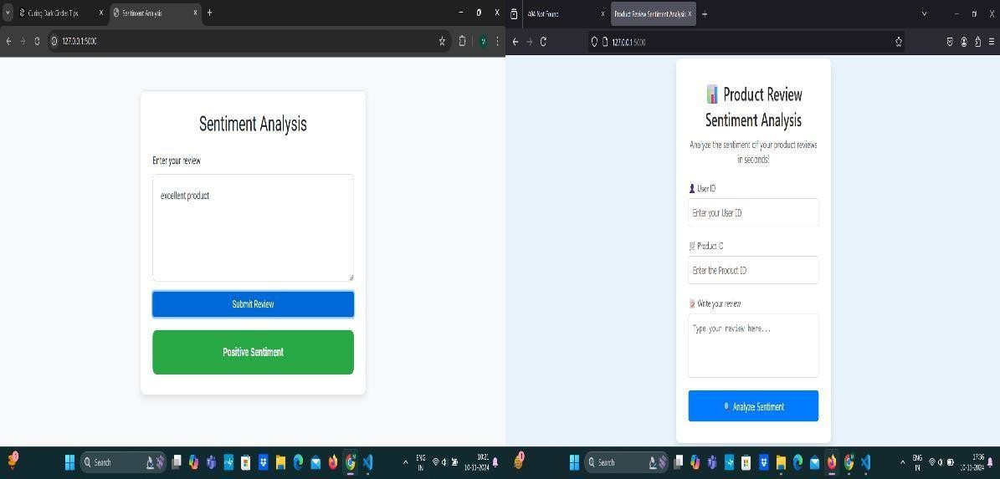 Curing Dark Circles Tips
Sentiment Analysis
127.0.0.1:5000
M
Sentiment Analysis
Enter your review
excellent product
Submit Review
Positive Sentiment
Search
ENG
IN
10:21
10-11-2024
404 Not Found
Product Review Sentiment Analysis
127.0.0.1:5000
Product Review
Sentiment Analysis
Analyze the sentiment of your product reviews
in seconds!
User ID
Enter your User ID
Product ID
Enter the Product ID
Write your review
Type your review here...
Analyze Sentiment
Search
ENG
IN
17:36
10-11-2024